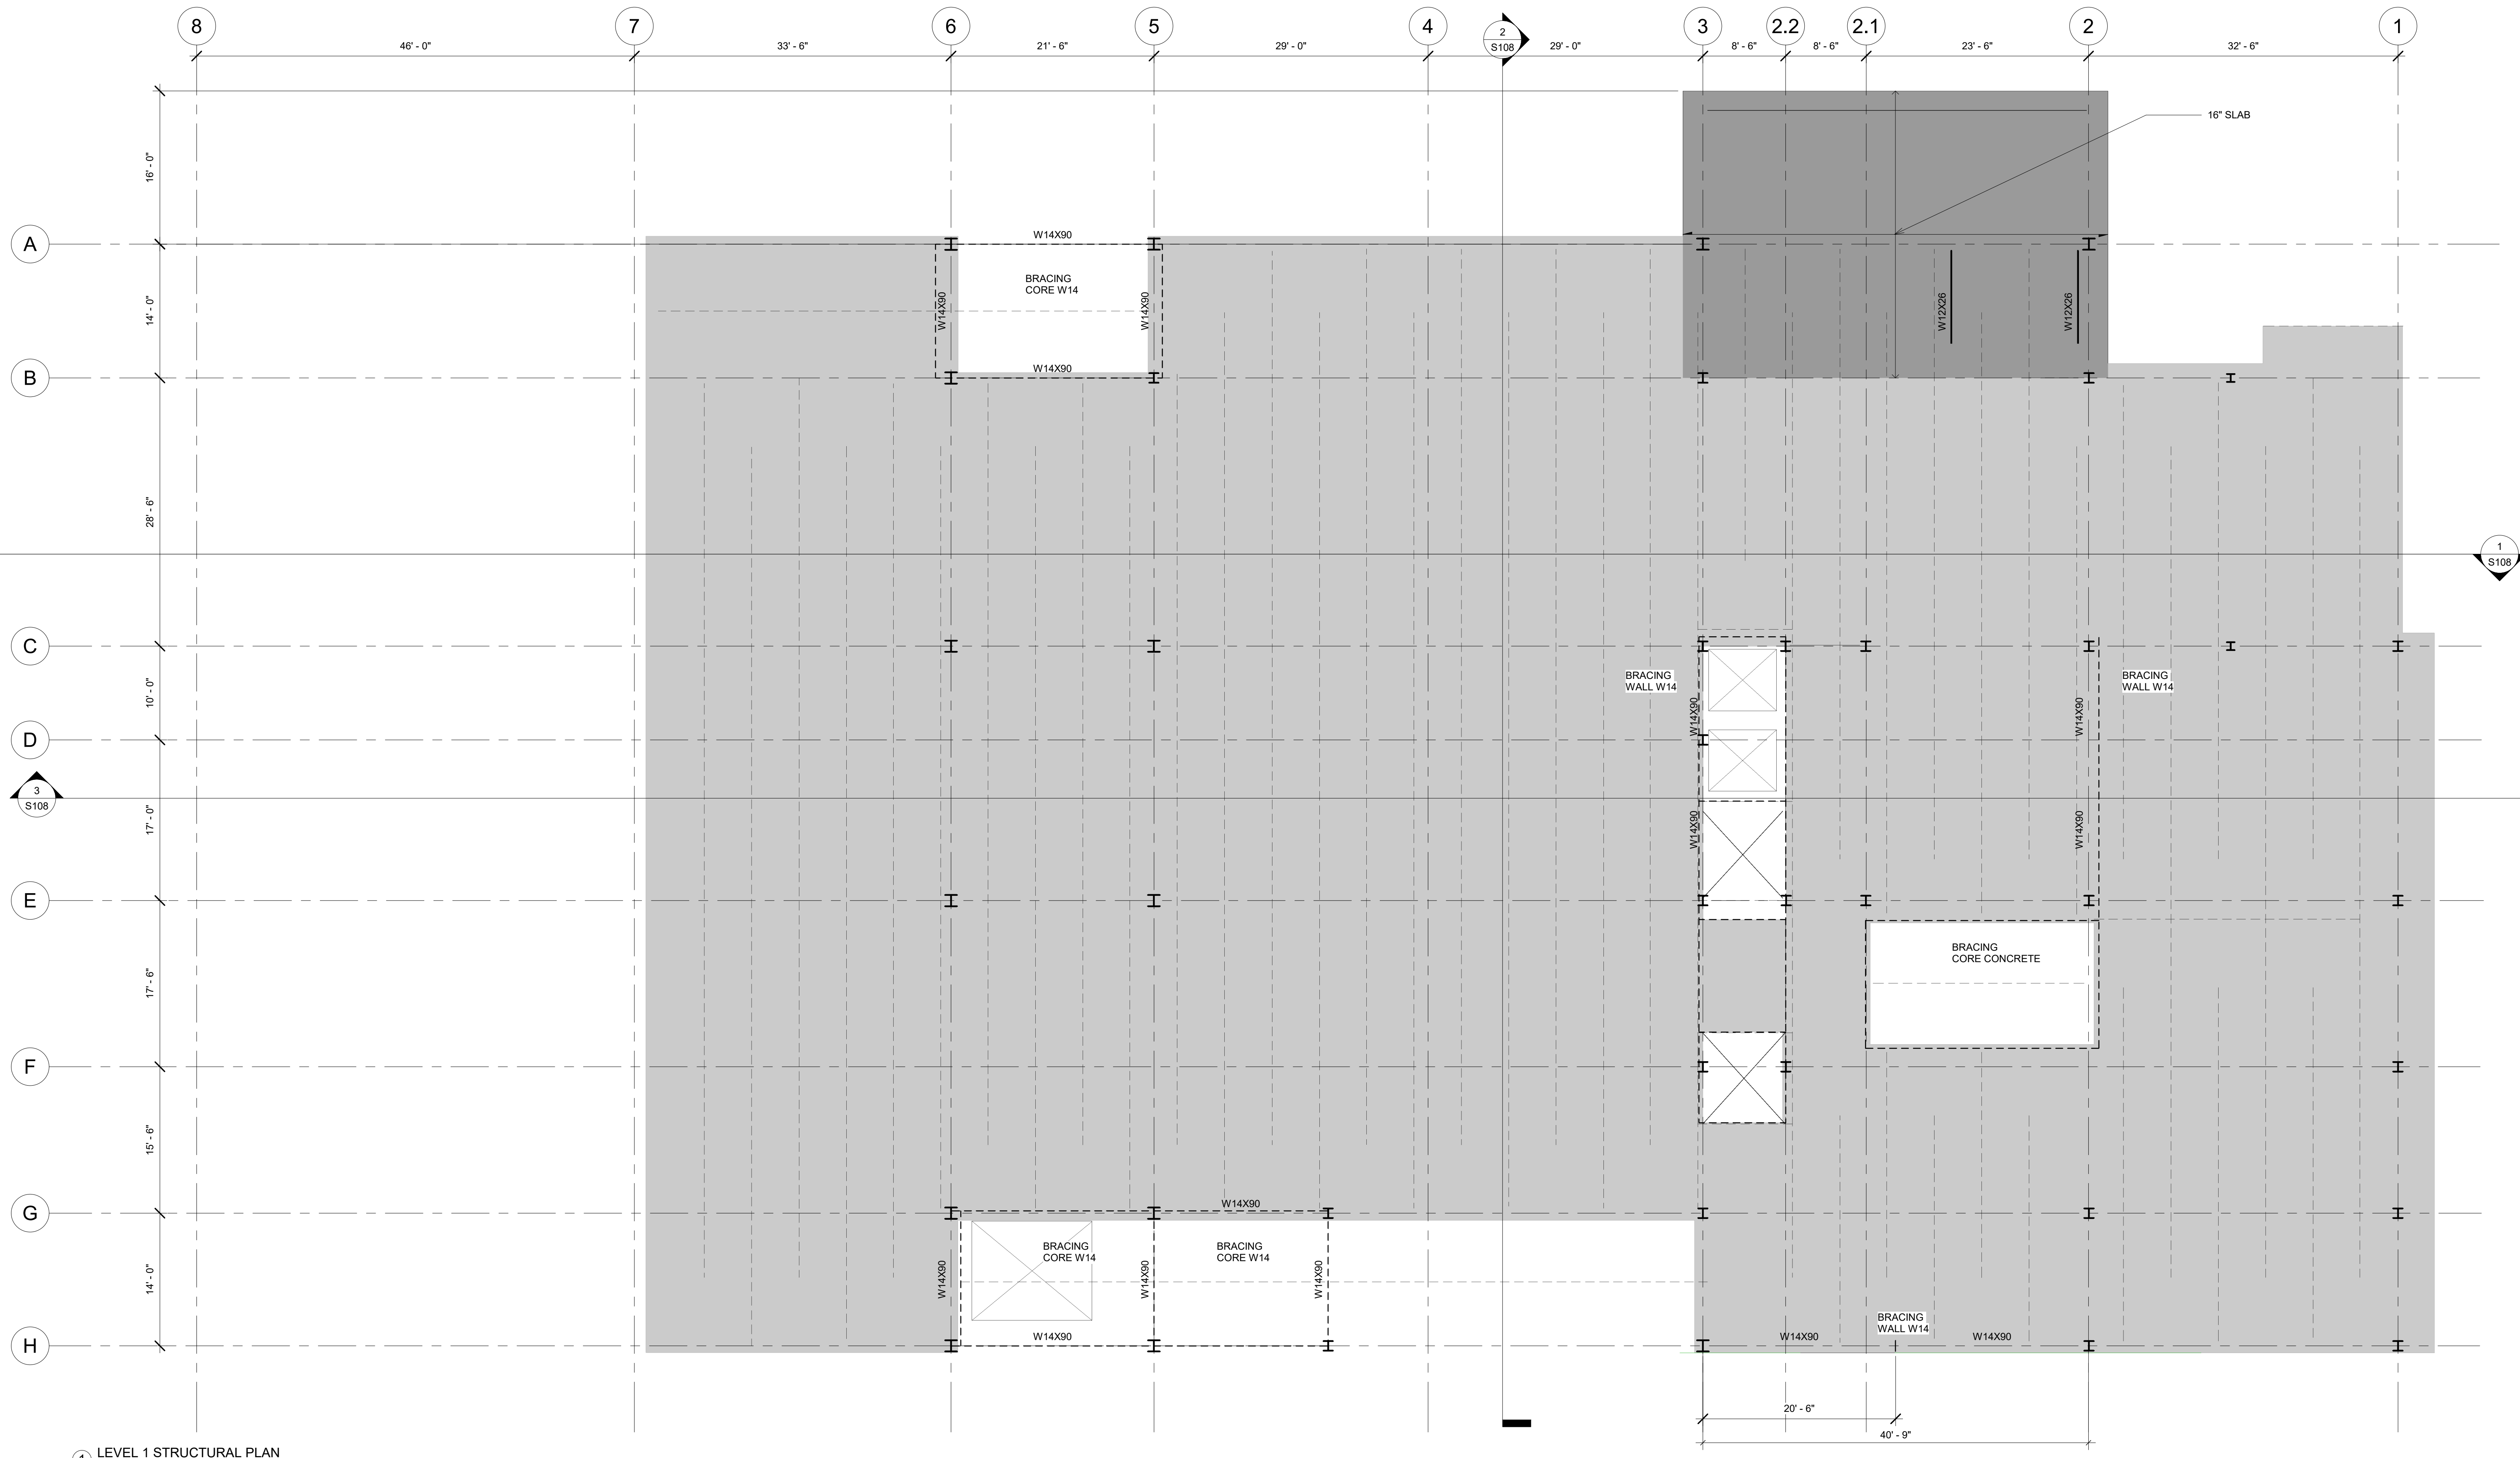 8
7
6
5
4
3
2.2
2.1
2
1
2
S108
46' - 0"
33' - 6"
21' - 6"
29' - 0"
29' - 0"
8' - 6"
8' - 6"
23' - 6"
32' - 6"
16" SLAB
16' - 0"
A
W14X90
BRACING
CORE W14
W14X90
W14X90
W12X26
W12X26
14' - 0"
W14X90
B
28' - 6"
1
S108
C
BRACING
WALL W14
BRACING
WALL W14
10' - 0"
W14X90
W14X90
D
3
S108
17' - 0"
W14X90
W14X90
E
BRACING
CORE CONCRETE
17' - 6"
F
15' - 6"
W14X90
G
BRACING
CORE W14
BRACING
CORE W14
14' - 0"
W14X90
W14X90
W14X90
BRACING
WALL W14
W14X90
W14X90
W14X90
H
20' - 6"
40' - 9"
LEVEL 1 STRUCTURAL PLAN